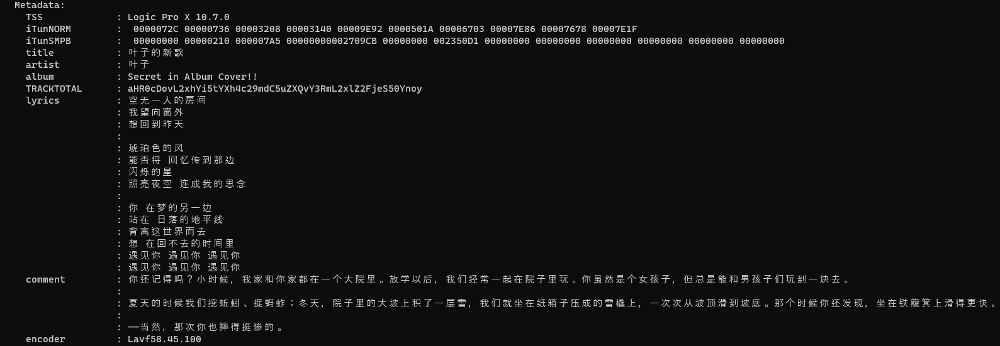 Metadata:
TSS : Logic Pro X 10.7.0
iTunNORM : 0000072C 00000736 00003208 00003140 00009E92 0000501A 00006703 00007E86 00007678 00007E1F
iTunSMPB : 00000000 00000210 000007A5 00000000002709CB 00000000 002350D1 00000000 00000000 00000000 00000000 00000000 00000000
title : 叶子的新歌
artist : 叶子
album : Secret in Album Cover!!
TRACKTOTAL : aHR0cDovL2xhYi5tYXh4c29mdC5uZXQvY3RmL2xlZ2FjeS50Ynoy
lyrics : 空无一人的房间
: 我望向窗外
: 想回到昨天
:
: 琥珀色的风
: 能否将 回忆传到那边
: 闪烁的星
: 照亮夜空 连成我的思念
:
: 你 在梦的另一边
: 站在 日落的地平线
: 背离这世界而去
: 想 在回不去的时间里
: 遇见你 遇见你 遇见你
: 遇见你 遇见你 遇见你
comment : 你还记得吗？小时候，我家和你家都在一个大院里。放学以后，我们经常一起在院子里玩。你虽然是个女孩子，但总是能和男孩子们玩到一块去。
:
: 夏天的时候我们挖蚯蚓、捉蚂蚱；冬天，院子里的大坡上积了一层雪，我们就坐在纸箱子压成的雪橇上，一次次从坡顶滑到坡底。那个时候你还发现，坐在铁簸箕上滑得更快。
:
: ——当然，那次你也摔得挺惨的。
encoder : Lavf58.45.100